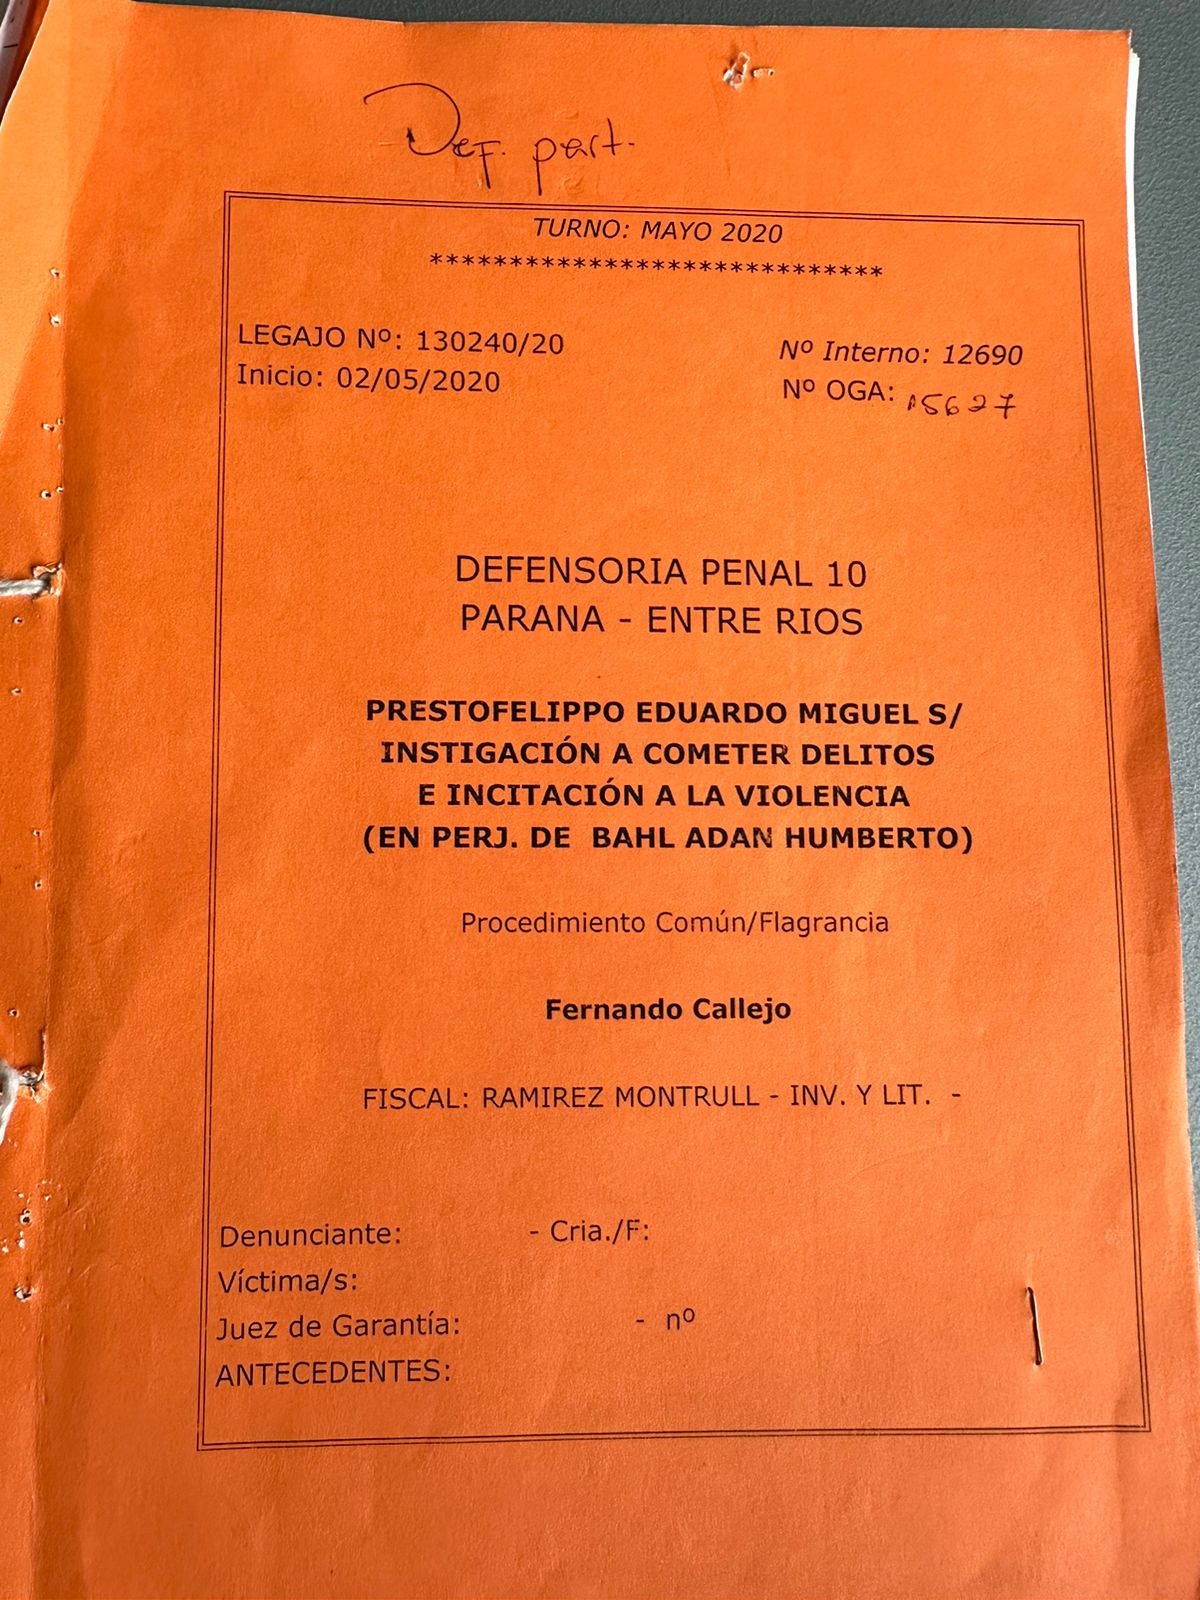 Def. part.
TURNO: MAYO 2020
*****************************
LEGAJO Nº: 130240/20
Nº Interno: 12690
Inicio: 02/05/2020
Nº OGA: 15627
DEFENSORIA PENAL 10
PARANA - ENTRE RIOS
PRESTOFELIPPO EDUARDO MIGUEL S/
INSTIGACIÓN A COMETER DELITOS
E INCITACIÓN A LA VIOLENCIA
(EN PERJ. DE BAHL ADAN HUMBERTO)
Procedimiento Común/Flagrancia
Fernando Callejo
FISCAL: RAMIREZ MONTRULL - INV. Y LIT. -
Denunciante: - Cria./F:
Víctima/s:
Juez de Garantía: - nº
ANTECEDENTES: